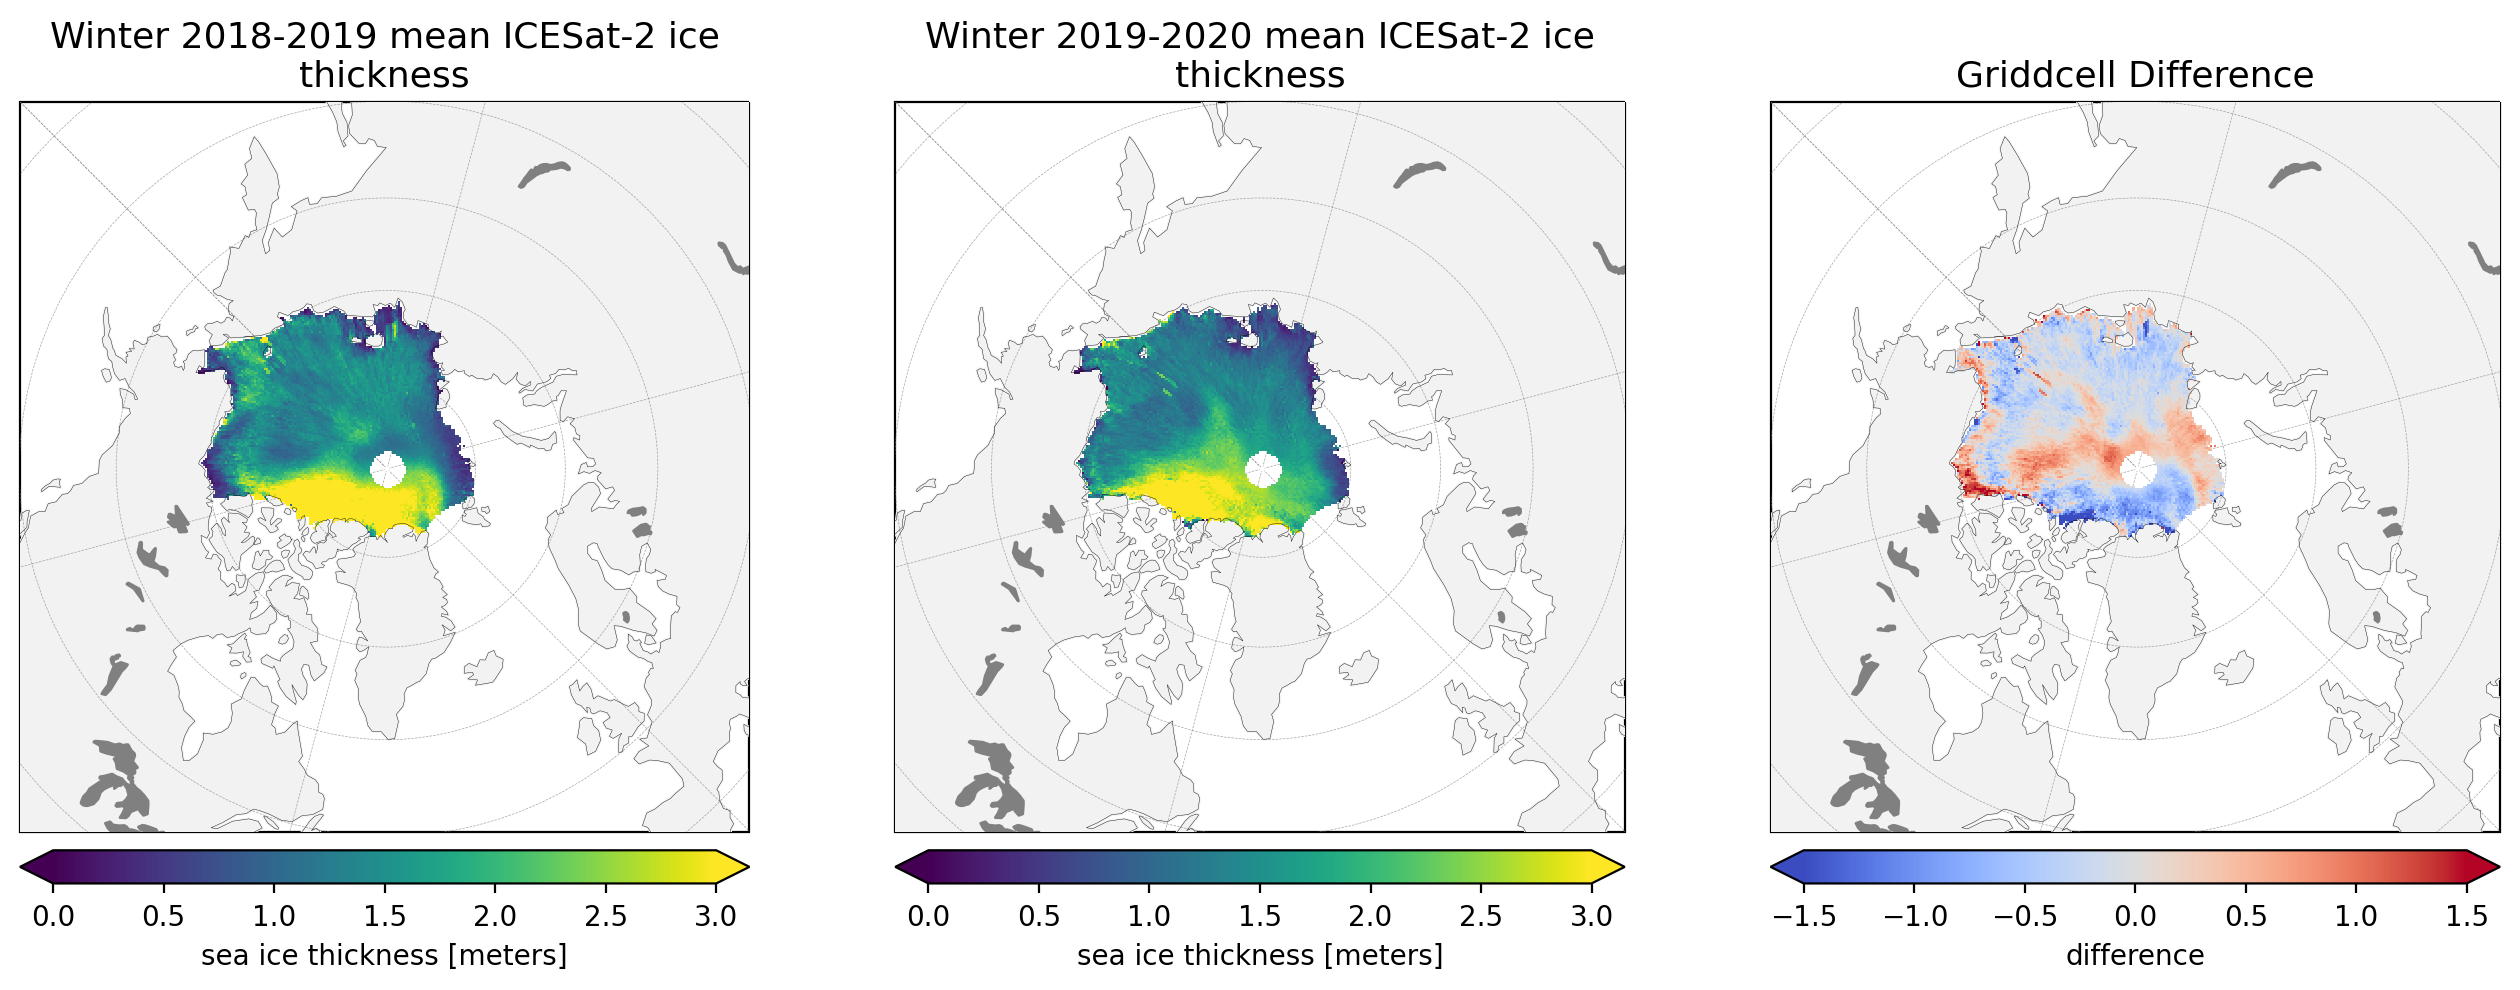 Winter 2018-2019 mean ICESat-2 ice
thickness
Winter 2019-2020 mean ICESat-2 ice
thickness
Griddcell Difference
0.0 0.5 1.0 1.5 2.0 2.5 3.0
sea ice thickness [meters]
0.0 0.5 1.0 1.5 2.0 2.5 3.0
sea ice thickness [meters]
−1.5 −1.0 −0.5 0.0 0.5 1.0 1.5
difference